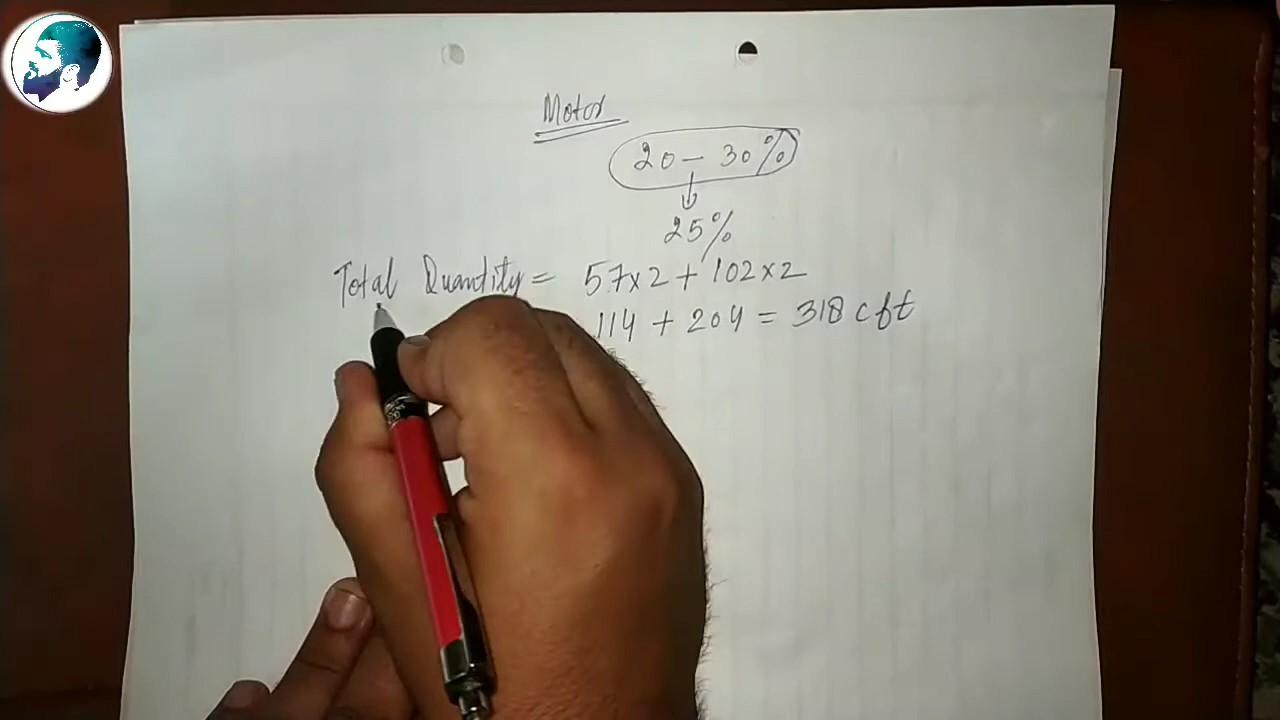 Motor
20 - 30%
25%
Total Quantity = 57x2 + 102x2
114 + 204 = 318 cft